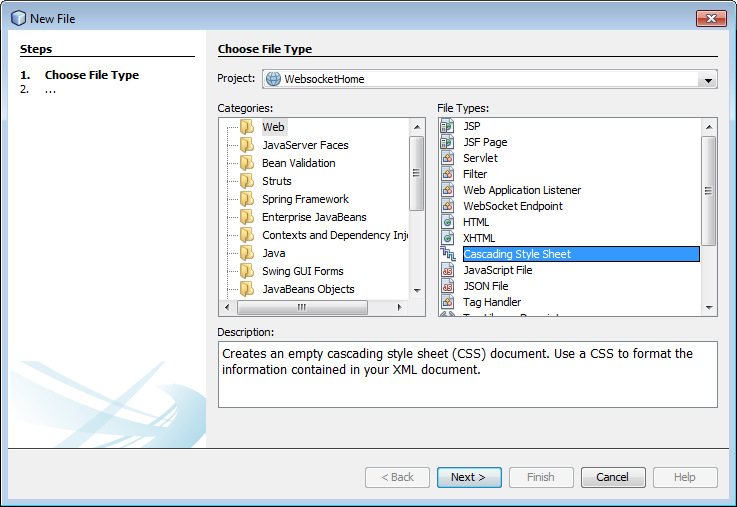 New File
Steps
1. Choose File Type
2. ...
Choose File Type
Project: WebsocketHome
Categories:
Web
JavaServer Faces
Bean Validation
Struts
Spring Framework
Enterprise JavaBeans
Contexts and Dependency Inj
Java
Swing GUI Forms
JavaBeans Objects
File Types:
JSP
JSF Page
Servlet
Filter
Web Application Listener
WebSocket Endpoint
HTML
XHTML
Cascading Style Sheet
JavaScript File
JSON File
Tag Handler
Description:
Creates an empty cascading style sheet (CSS) document. Use a CSS to format the
information contained in your XML document.
< Back
Next >
Finish
Cancel
Help